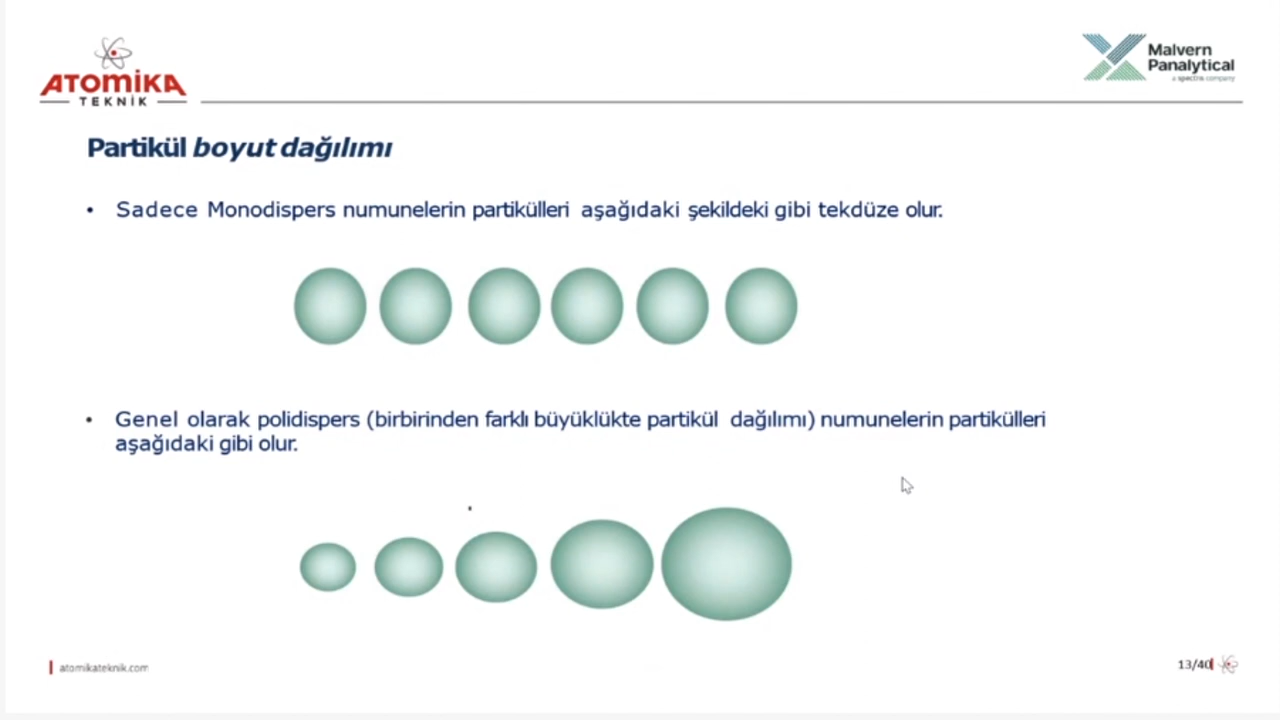 ATOMİKA
TEKNİK
Malvern
Panalytical
a spectris company
Partikül boyut dağılımı
• Sadece Monodispers numunelerin partikülleri aşağıdaki şekildeki gibi tekdüze olur.
• Genel olarak polidispers (birbirinden farklı büyüklükte partikül dağılımı) numunelerin partikülleri
aşağıdaki gibi olur.
atomikateknik.com
13/40